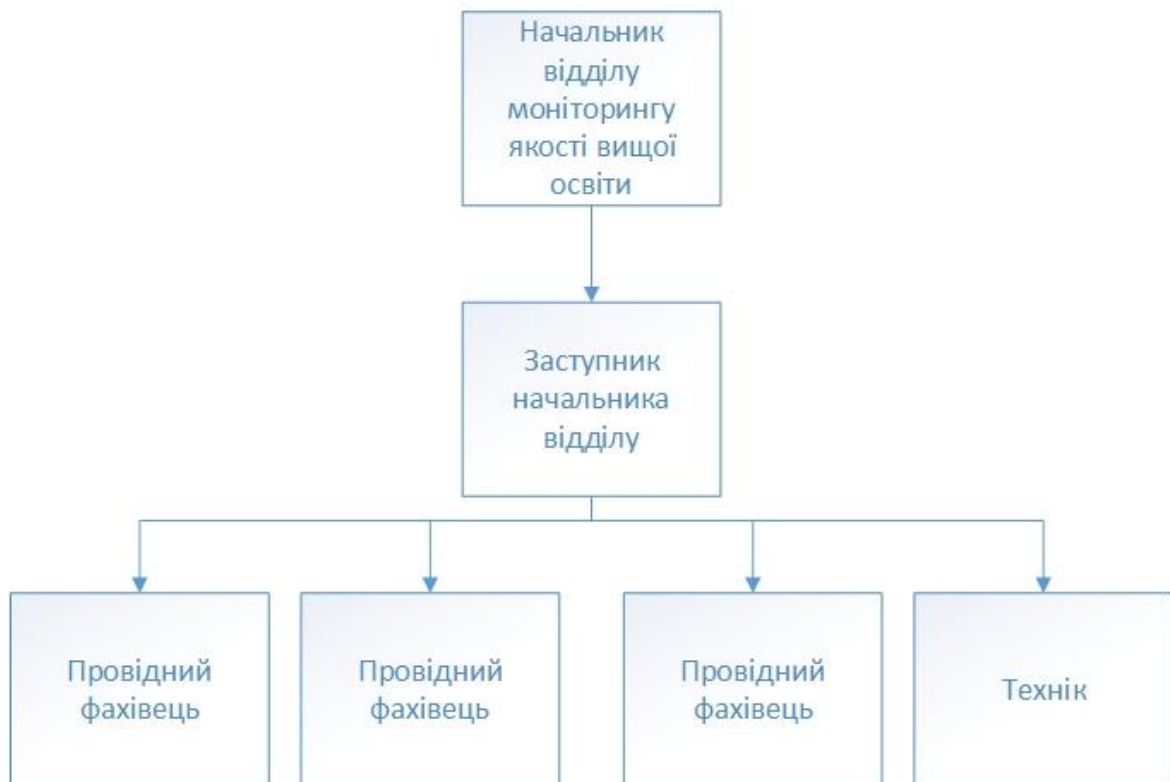 Начальник
відділу
моніторингу
якості вищої
освіти
Заступник
начальника
відділу
Провідний
фахівець
Провідний
фахівець
Провідний
фахівець
Технік